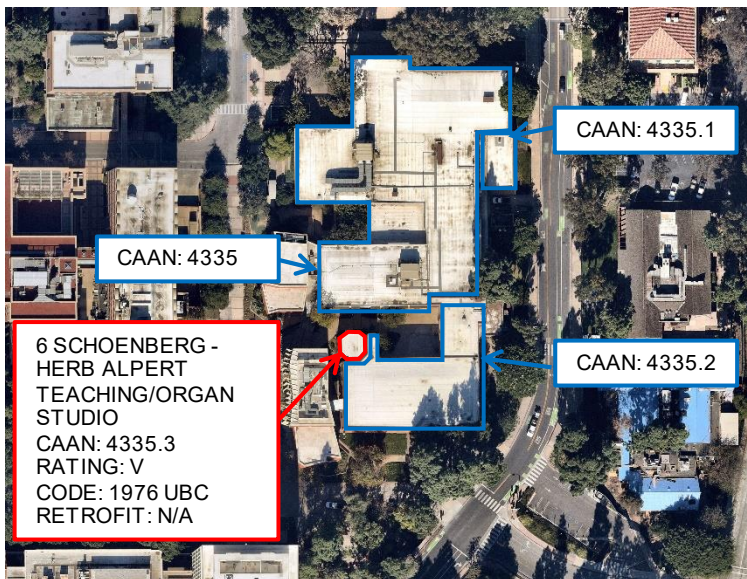 CAAN: 4335.1
CAAN: 4335
6 SCHOENBERG -
HERB ALPERT
TEACHING/ORGAN
STUDIO
CAAN: 4335.3
RATING: V
CODE: 1976 UBC
RETROFIT: N/A
CAAN: 4335.2